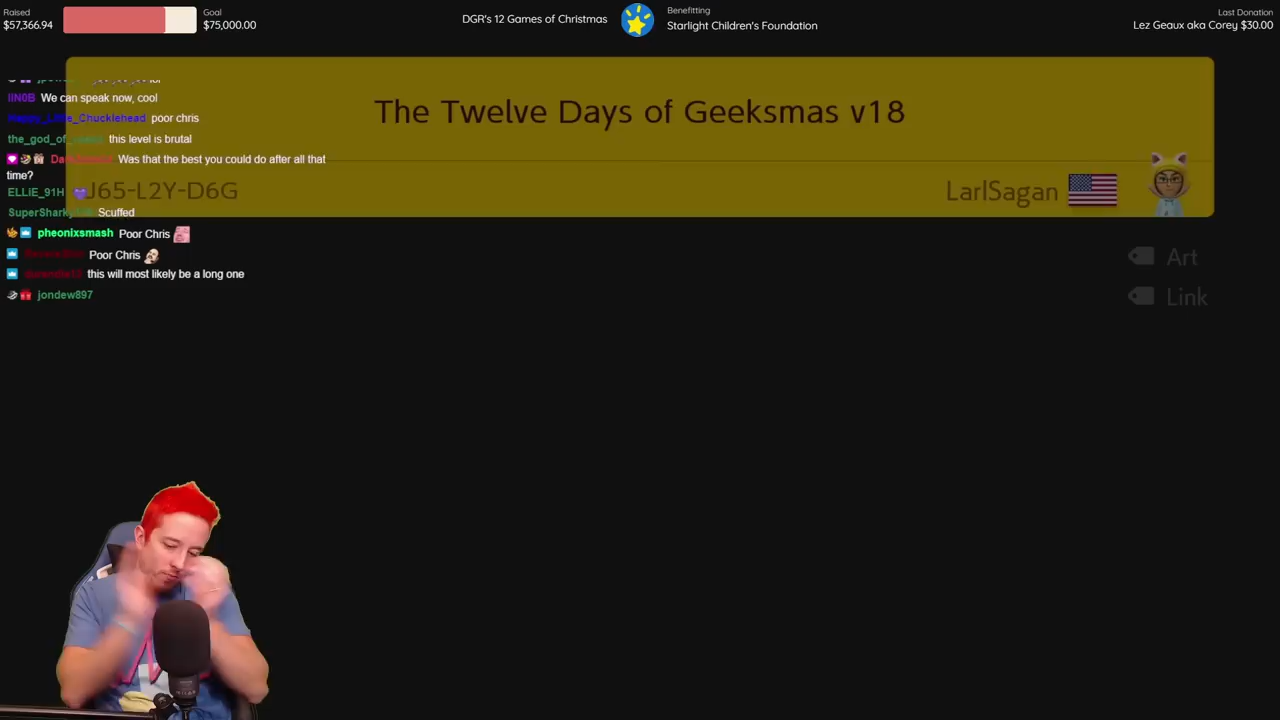 Raised
$57,366.94
Goal
$75,000.00
DGR's 12 Games of Christmas
Benefitting
Starlight Children's Foundation
Last Donation
Lez Geaux aka Corey $30.00
The Twelve Days of Geeksmas v18
J65-L2Y-D6G
LarlSagan
Art
Link
IIN0B We can speak now, cool
Happy_Little_Chucklehead poor chris
the_god_of this level is brutal
Was that the best you could do after all that
time?
ELLIE_91H
Scuffed
pheonixsmash Poor Chris
Poor Chris
this will most likely be a long one
jondew897